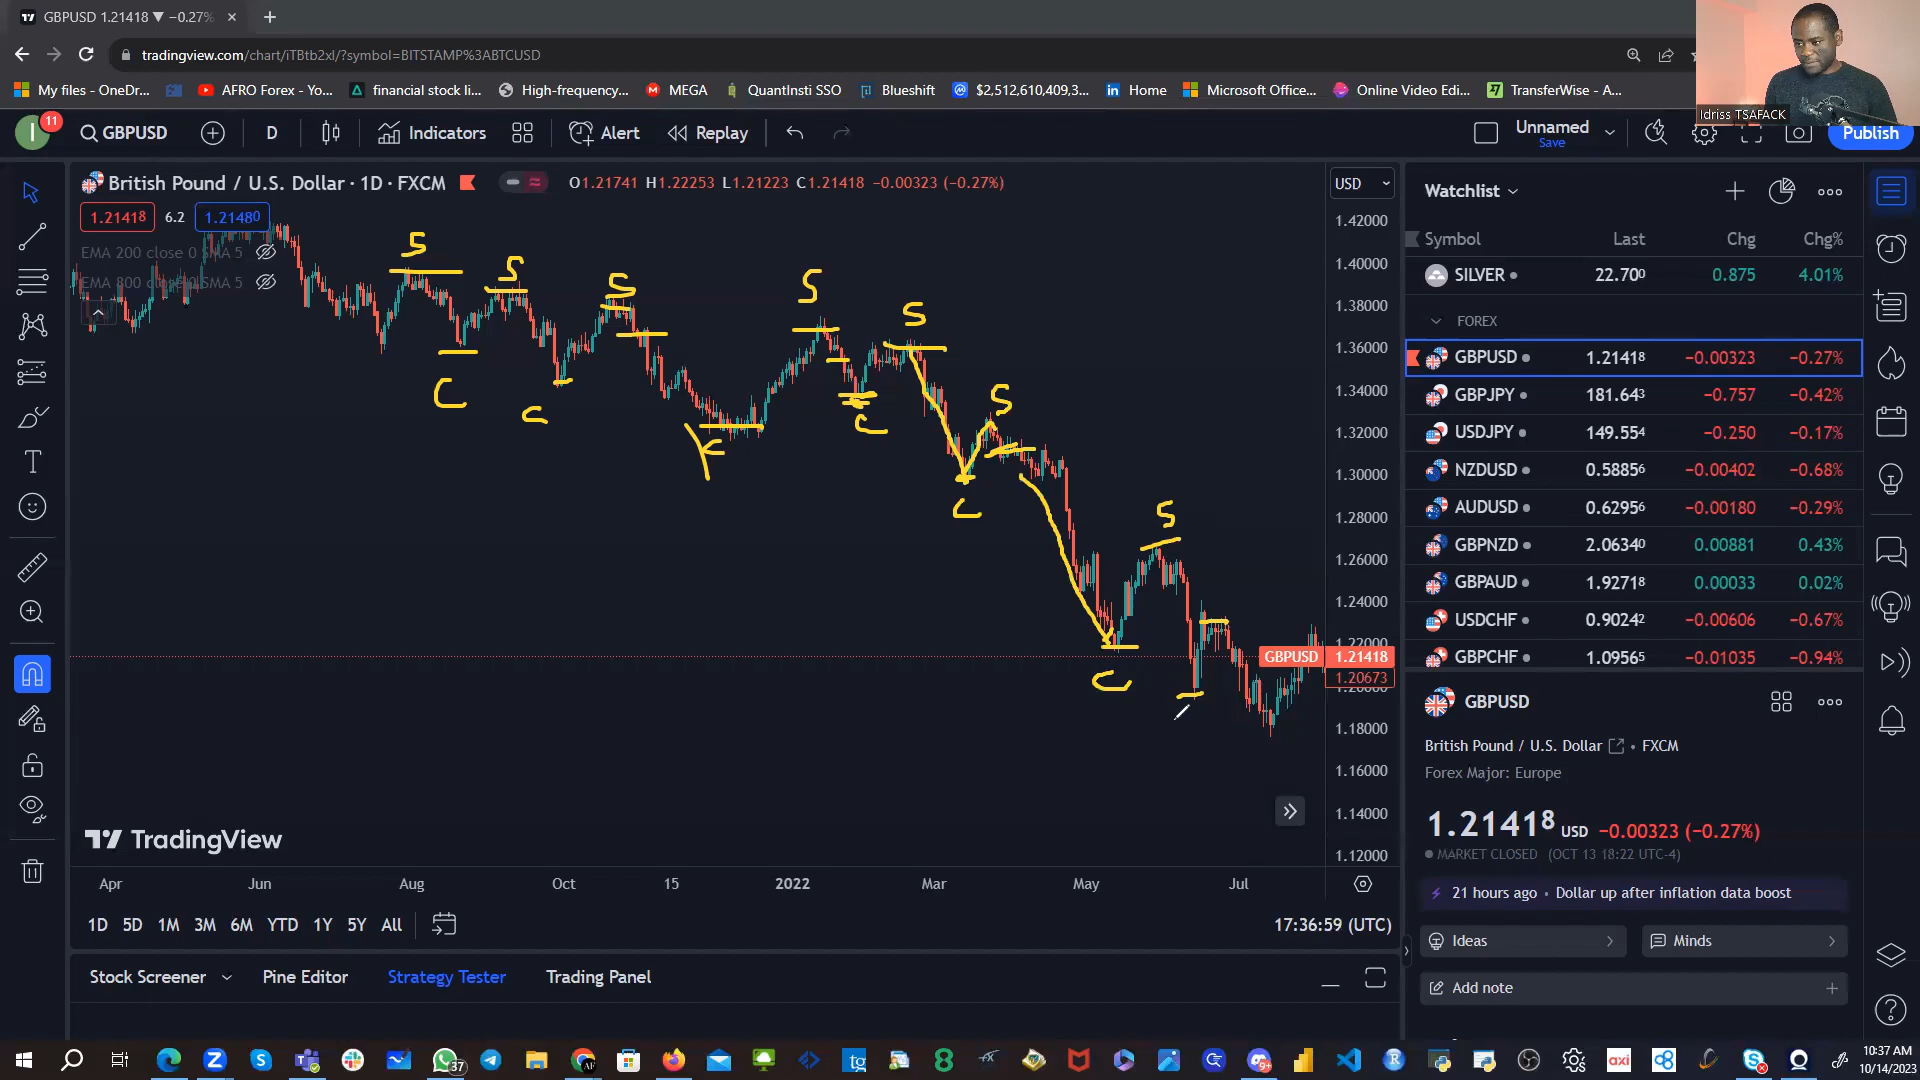 GBPUSD 1.21418 ▼ −0.27%
tradingview.com/chart/iTBtb2xl/?symbol=BITSTAMP%3ABTCUSD
My files - OneDr...
AFRO Forex - Yo...
financial stock li...
High-frequency...
MEGA
QuantInsti SSO
Blueshift
$2,512,610,409,3...
Home
Microsoft Office...
Online Video Edi...
TransferWise - A...
Idriss TSAFACK
I
11
GBPUSD
D
Indicators
Alert
Replay
Unnamed
Save
Publish
British Pound / U.S. Dollar · 1D · FXCM
O1.21741 H1.22253 L1.21223 C1.21418 −0.00323 (−0.27%)
1.21418
6.2
1.21480
EMA 200 close 0 SMA 5
EMA 800 close 0 SMA 5
S
S
S
S
S
S
S
C
C
C
C
C
USD
1.42000
1.40000
1.38000
1.36000
1.34000
1.32000
1.30000
1.28000
1.26000
1.24000
1.22000
GBPUSD 1.21418
1.20673
1.20000
1.18000
1.16000
1.14000
1.12000
TradingView
Apr
Jun
Aug
Oct
15
2022
Mar
May
Jul
1D 5D 1M 3M 6M YTD 1Y 5Y All
17:36:59 (UTC)
Stock Screener
Pine Editor
Strategy Tester
Trading Panel
Watchlist
Symbol Last Chg Chg%
SILVER 22.700 0.875 4.01%
FOREX
GBPUSD 1.21418 −0.00323 −0.27%
GBPJPY 181.643 −0.757 −0.42%
USDJPY 149.554 −0.250 −0.17%
NZDUSD 0.58856 −0.00402 −0.68%
AUDUSD 0.62956 −0.00180 −0.29%
GBPNZD 2.06340 0.00881 0.43%
GBPAUD 1.92718 0.00033 0.02%
USDCHF 0.90242 −0.00606 −0.67%
GBPCHF 1.09565 −0.01035 −0.94%
GBPUSD
British Pound / U.S. Dollar • FXCM
Forex Major: Europe
1.21418 USD −0.00323 (−0.27%)
MARKET CLOSED (OCT 13 18:22 UTC-4)
21 hours ago • Dollar up after inflation data boost
Ideas
Minds
Add note
37
tg
8
9+
axi
10:37 AM
10/14/2023